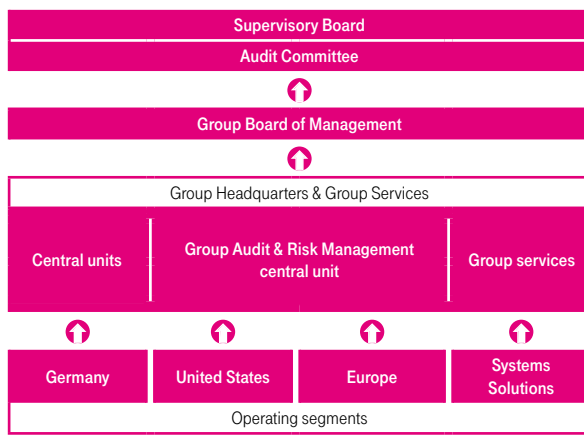 Supervisory Board
Audit Committee
Group Board of Management
Group Headquarters & Group Services
Central units
Group Audit & Risk Management
central unit
Group services
Germany
United States
Europe
Systems
Solutions
Operating segments